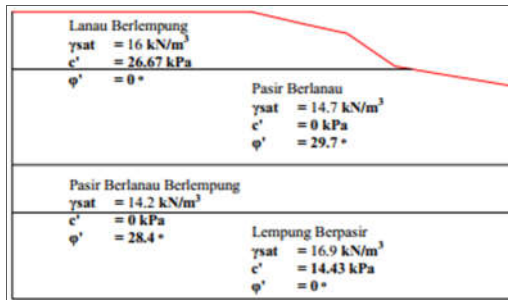 Lanau Berlempung
γsat = 16 kN/m³
c' = 26.67 kPa
φ' = 0 °
Pasir Berlanau
γsat = 14.7 kN/m³
c' = 0 kPa
φ' = 29.7 °
Pasir Berlanau Berlempung
γsat = 14.2 kN/m³
c' = 0 kPa
φ' = 28.4 °
Lempung Berpasir
γsat = 16.9 kN/m³
c' = 14.43 kPa
φ' = 0 °